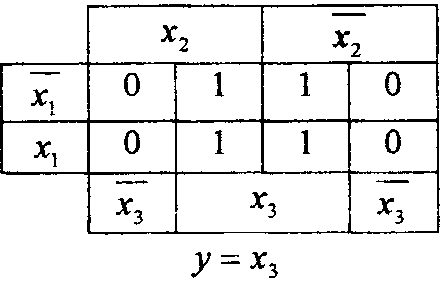 x₂ x̅₂
x̅₁ 0 1 1 0
x₁ 0 1 1 0
x̅₃ x₃ x̅₃
y = x₃